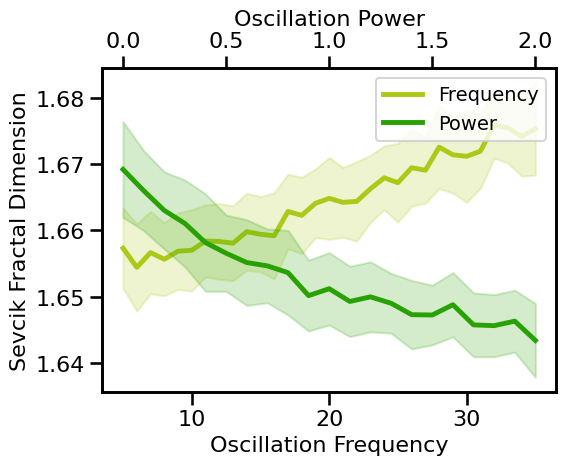 Oscillation Power
0.0 0.5 1.0 1.5 2.0
Frequency
Power
Sevcik Fractal Dimension
1.68
1.67
1.66
1.65
1.64
10 20 30
Oscillation Frequency